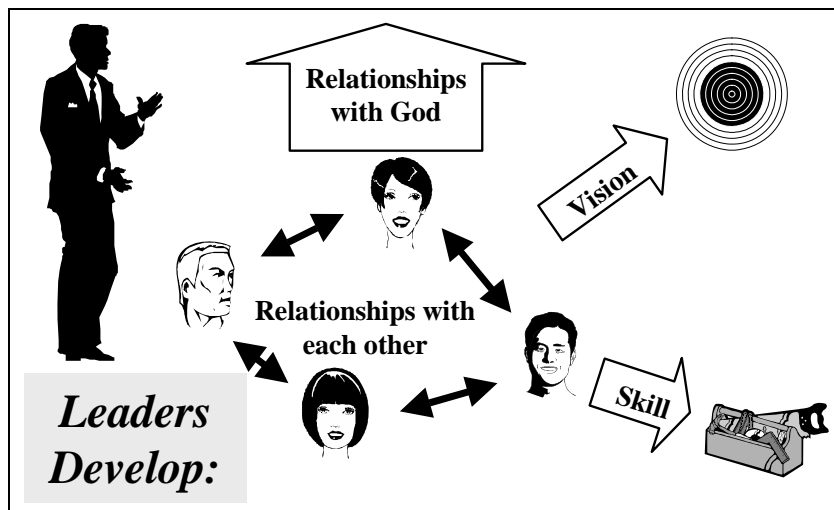 Relationships
with God
Vision
Relationships with
each other
Skill
Leaders
Develop: